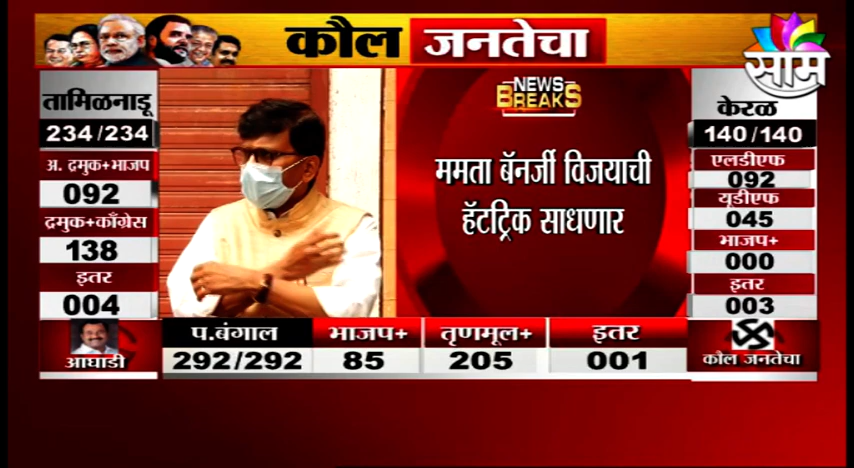 कौल जनतेचा
साम
तामिळनाडू
234/234
अ. द्रमुक+भाजप
092
द्रमुक+काँग्रेस
138
इतर
004
NEWS
BREAKS
ममता बॅनर्जी विजयाची
हॅटट्रिक साधणार
केरळ
140/140
एलडीएफ
092
यूडीएफ
045
भाजप+
000
इतर
003
आघाडी
प.बंगाल भाजप+ तृणमूल+ इतर
292/292 85 205 001
कौल जनतेचा